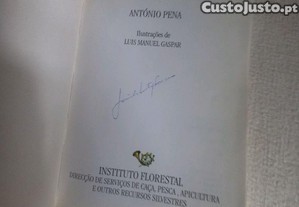 CustoJusto.pt
ANTÓNIO PENA
Ilustrações de
LUIS MANUEL GASPAR
INSTITUTO FLORESTAL
DIRECÇÃO DE SERVIÇOS DE CAÇA, PESCA, APICULTURA
E OUTROS RECURSOS SILVESTRES